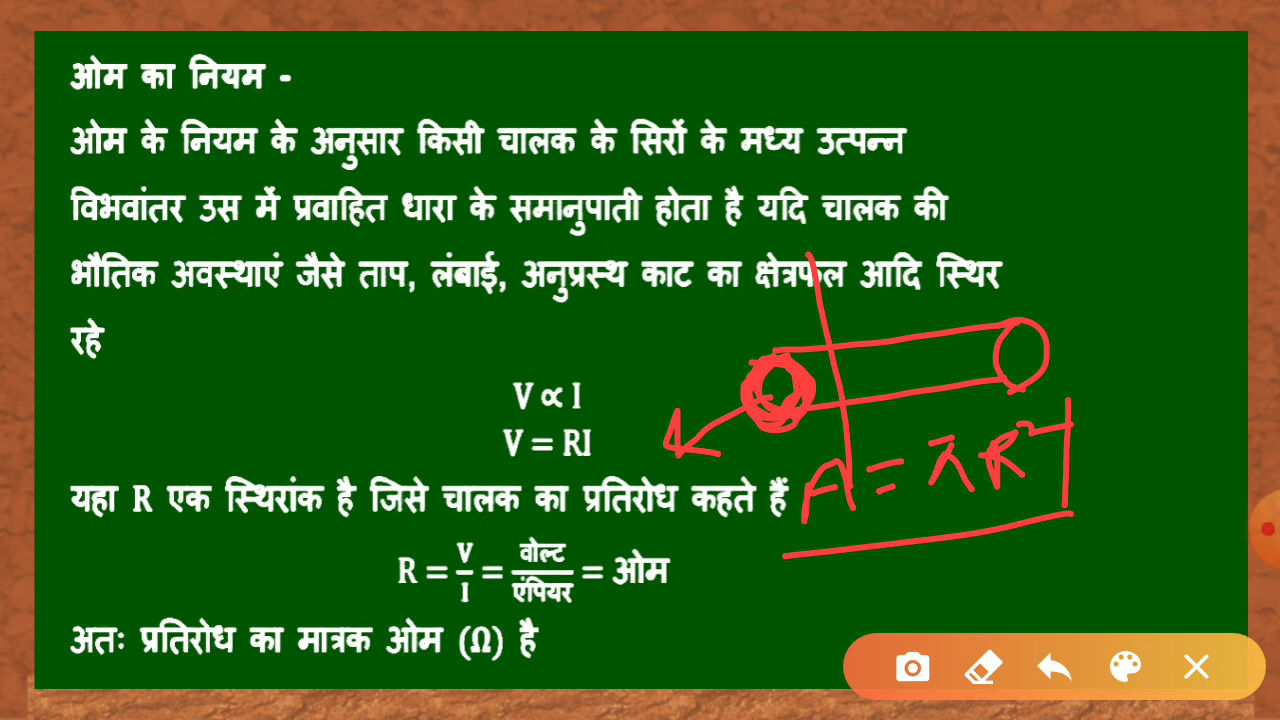 ओम का नियम -
ओम के नियम के अनुसार किसी चालक के सिरों के मध्य उत्पन्न
विभवांतर उस में प्रवाहित धारा के समानुपाती होता है यदि चालक की
भौतिक अवस्थाएं जैसे ताप, लंबाई, अनुप्रस्थ काट का क्षेत्रफल आदि स्थिर
रहे
V ∝ I
V = RI
यहा R एक स्थिरांक है जिसे चालक का प्रतिरोध कहते हैं
A = πR²
R = V/I = वोल्ट/एंपियर = ओम
अतः प्रतिरोध का मात्रक ओम (Ω) है